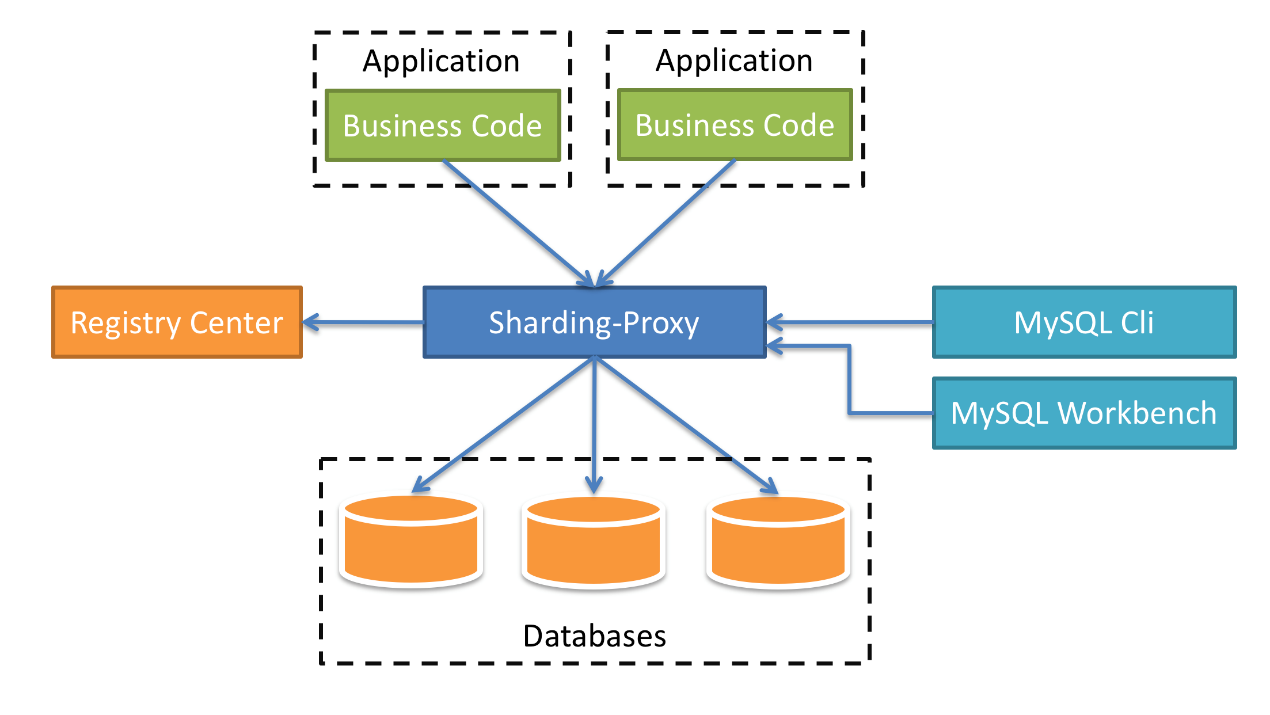 Application
Application
Business Code
Business Code
Registry Center
Sharding-Proxy
MySQL Cli
MySQL Workbench
Databases